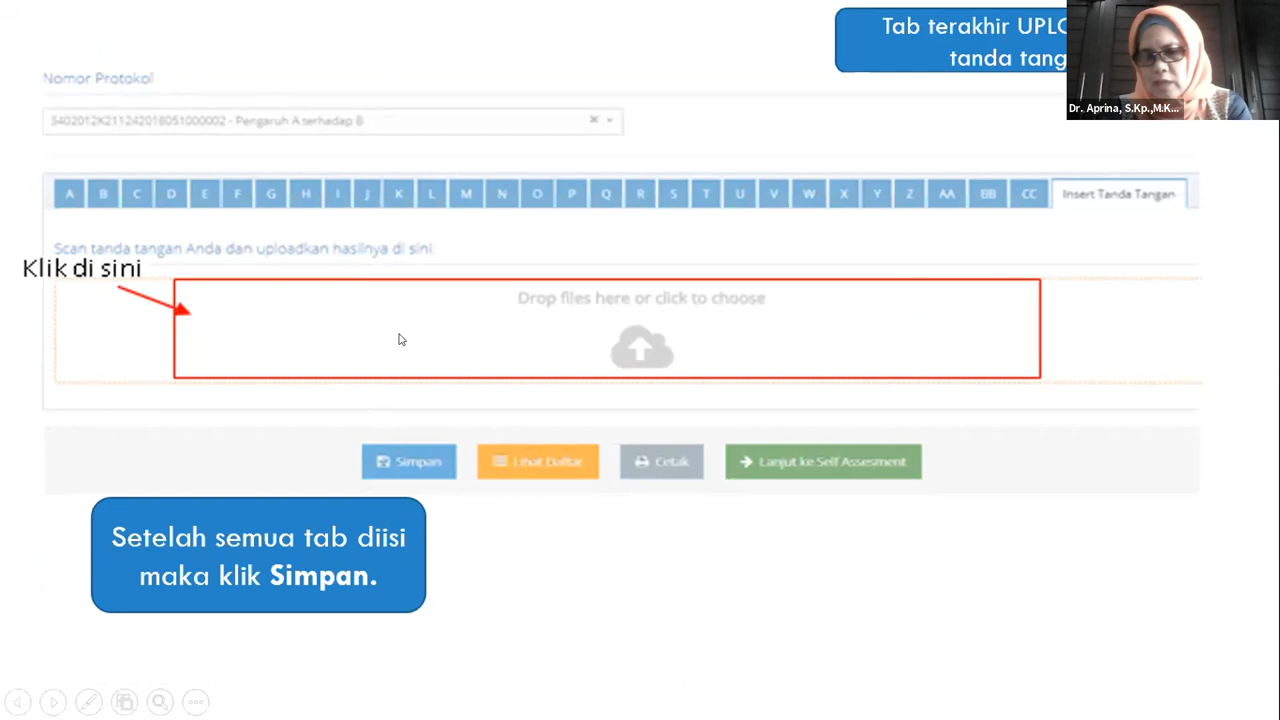 Tab terakhir UPLO
tanda tang
Dr. Aprina, S.Kp.,M.K...
Nomor Protokol
3402012K211242018051000002 - Pengaruh A terhadap B
A B C D E F G H I J K L M N O P Q R S T U V W X Y Z AA BB CC Insert Tanda Tangan
Scan tanda tangan Anda dan uploadkan hasilnya di sini:
Klik di sini
Drop files here or click to choose
Simpan Lihat Daftar Cetak Lanjut ke Self Assesment
Setelah semua tab diisi
maka klik Simpan.